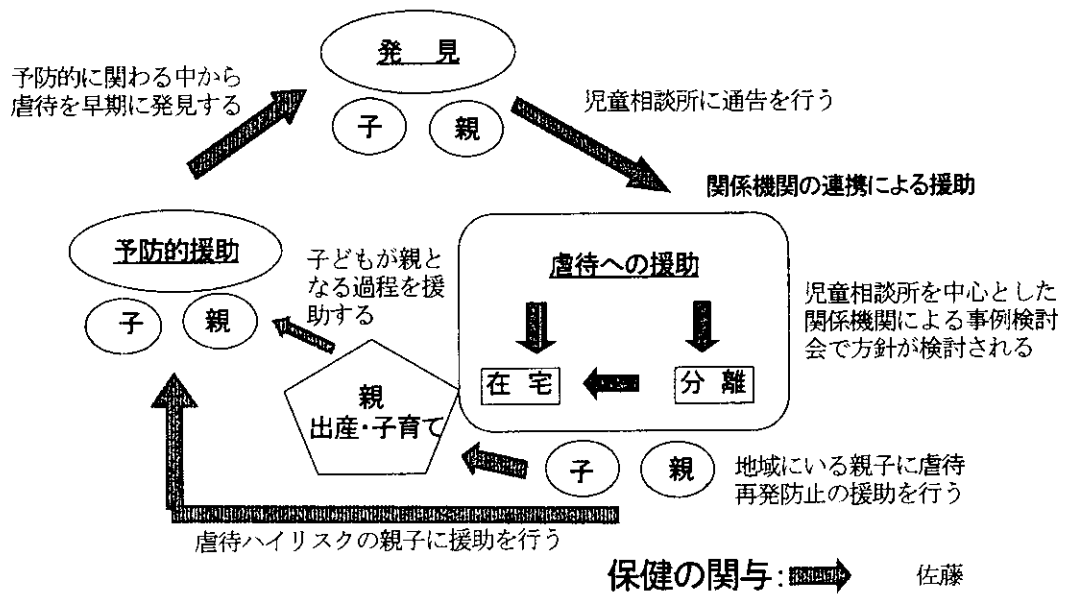 発　見
予防的に関わる中から
虐待を早期に発見する
子
親
児童相談所に通告を行う
関係機関の連携による援助
予防的援助
子
親
子どもが親と
なる過程を援
助する
虐待への援助
在　宅
分　離
児童相談所を中心とした
関係機関による事例検討
会で方針が検討される
親
出産・子育て
子
親
地域にいる親子に虐待
再発防止の援助を行う
虐待ハイリスクの親子に援助を行う
保健の関与：
佐藤